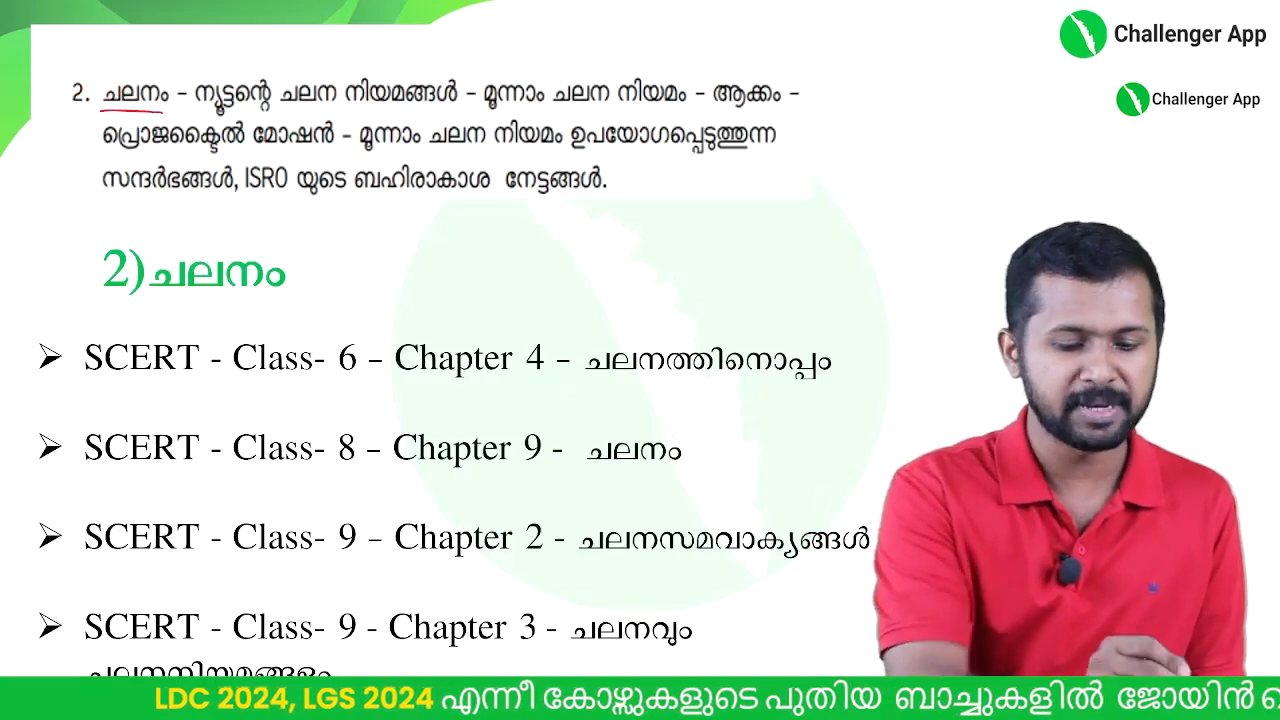 Challenger App
Challenger App
2. ചലനം – ന്യൂട്ടന്റെ ചലന നിയമങ്ങൾ – മൂന്നാം ചലന നിയമം – ആക്കം –
പ്രൊജക്ടൈൽ മോഷൻ – മൂന്നാം ചലന നിയമം ഉപയോഗപ്പെടുത്തുന്ന
സന്ദർഭങ്ങൾ, ISRO യുടെ ബഹിരാകാശ നേട്ടങ്ങൾ.
2)ചലനം
➢ SCERT - Class- 6 – Chapter 4 – ചലനത്തിനൊപ്പം
➢ SCERT - Class- 8 – Chapter 9 - ചലനം
➢ SCERT - Class- 9 – Chapter 2 - ചലനസമവാക്യങ്ങൾ
➢ SCERT - Class- 9 - Chapter 3 - ചലനവും
ചലനനിയമങ്ങളും
LDC 2024, LGS 2024 എന്നീ കോഴ്സുകളുടെ പുതിയ ബാച്ചുകളിൽ ജോയിൻ